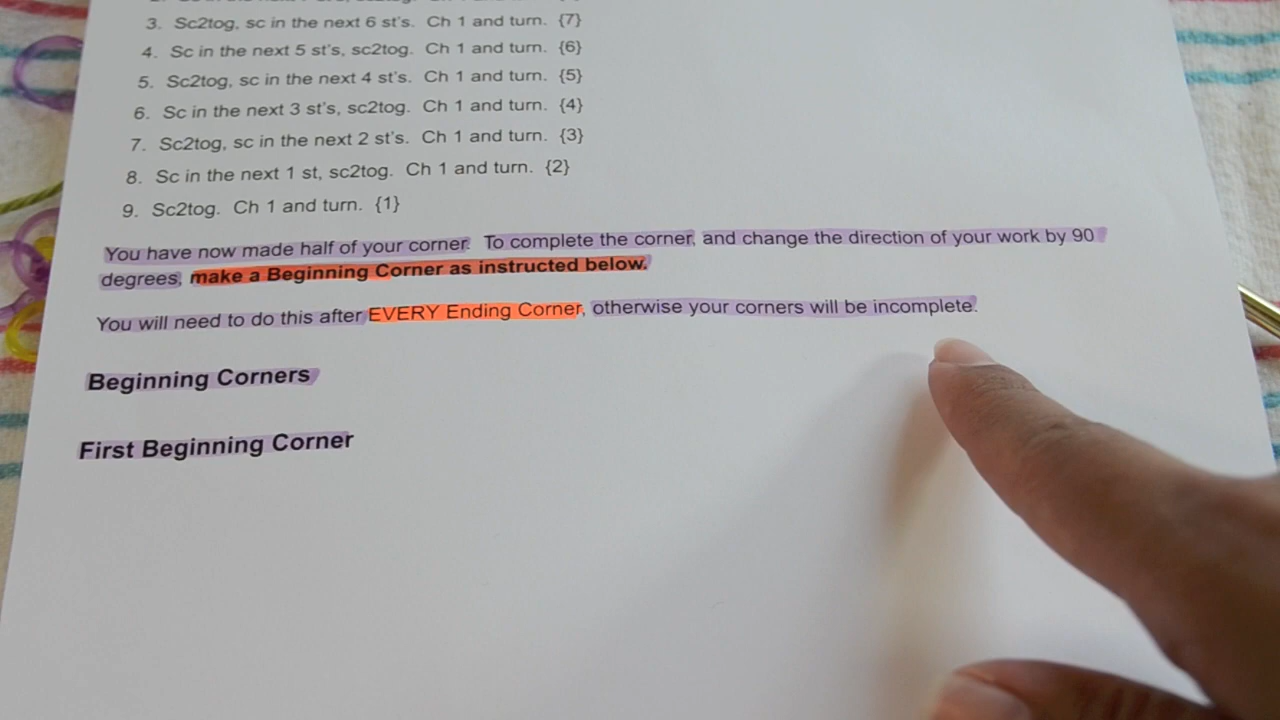 3. Sc2tog, sc in the next 6 st's. Ch 1 and turn. {7}
4. Sc in the next 5 st's, sc2tog. Ch 1 and turn. {6}
5. Sc2tog, sc in the next 4 st's. Ch 1 and turn. {5}
6. Sc in the next 3 st's, sc2tog. Ch 1 and turn. {4}
7. Sc2tog, sc in the next 2 st's. Ch 1 and turn. {3}
8. Sc in the next 1 st, sc2tog. Ch 1 and turn. {2}
9. Sc2tog. Ch 1 and turn. {1}
You have now made half of your corner. To complete the corner, and change the direction of your work by 90
degrees, make a Beginning Corner as instructed below.
You will need to do this after EVERY Ending Corner, otherwise your corners will be incomplete.
Beginning Corners
First Beginning Corner